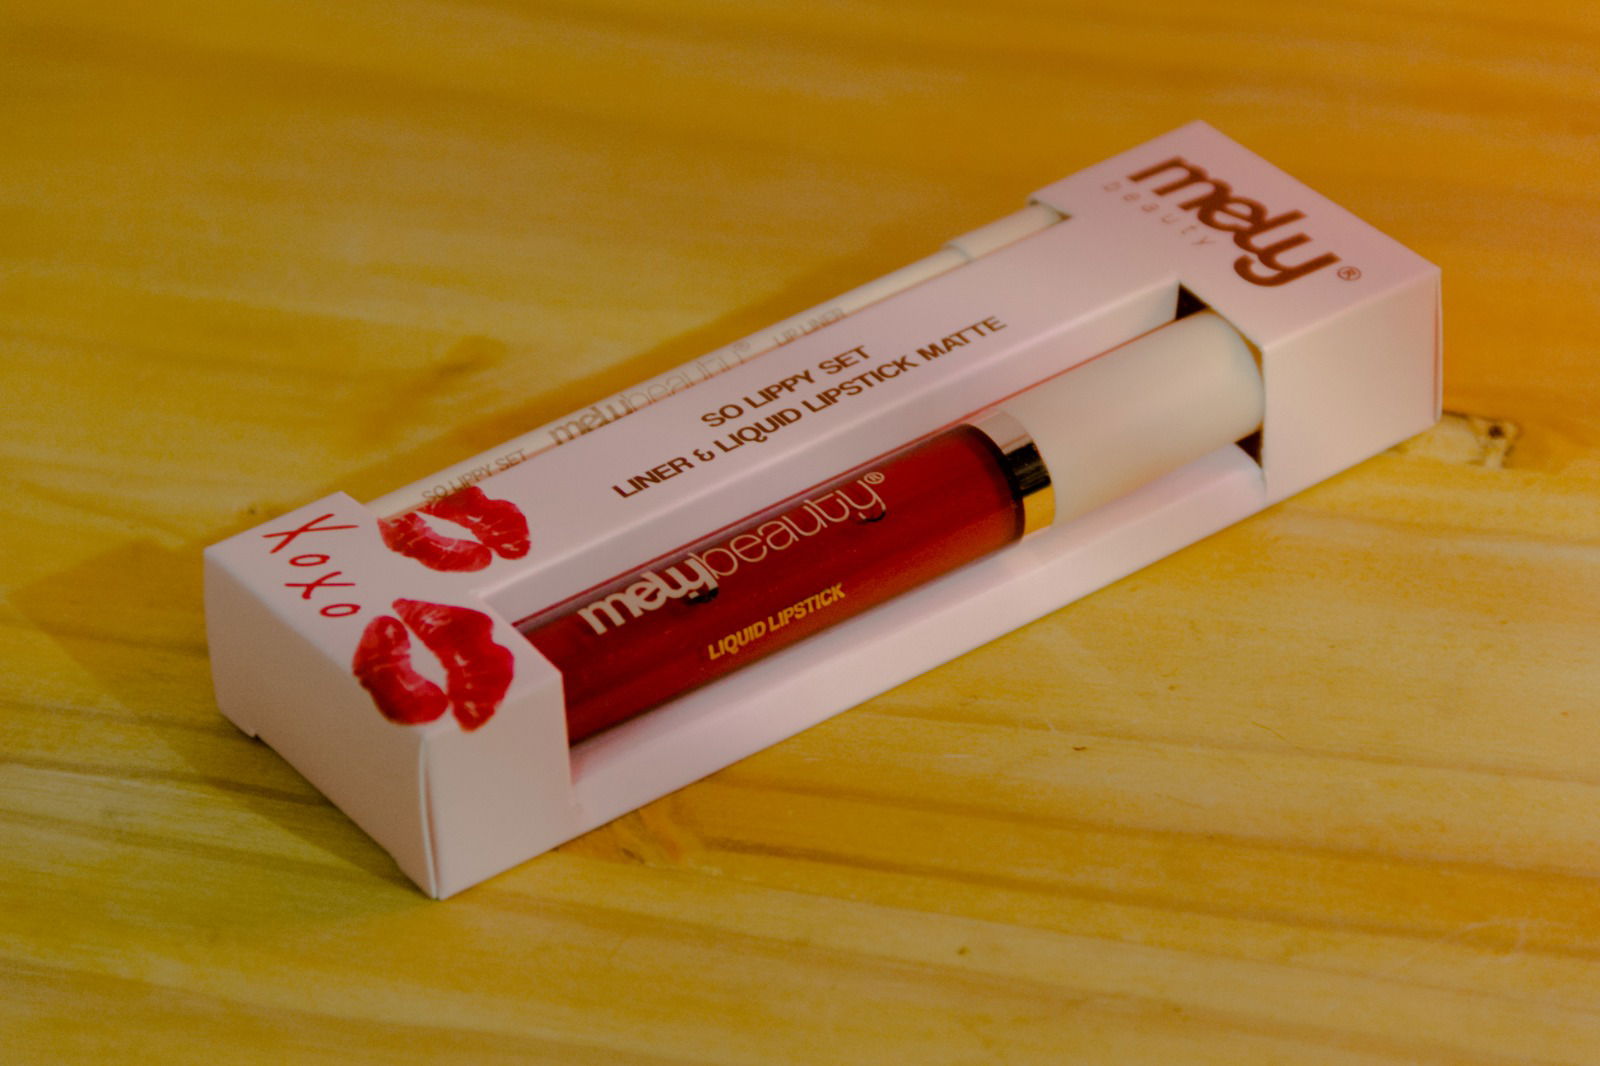 mely®
beauty
SO LIPPY SET
melybeauty®
LIP LINER
SO LIPPY SET
LINER & LIQUID LIPSTICK MATTE
melybeauty®
LIQUID LIPSTICK
XoXo